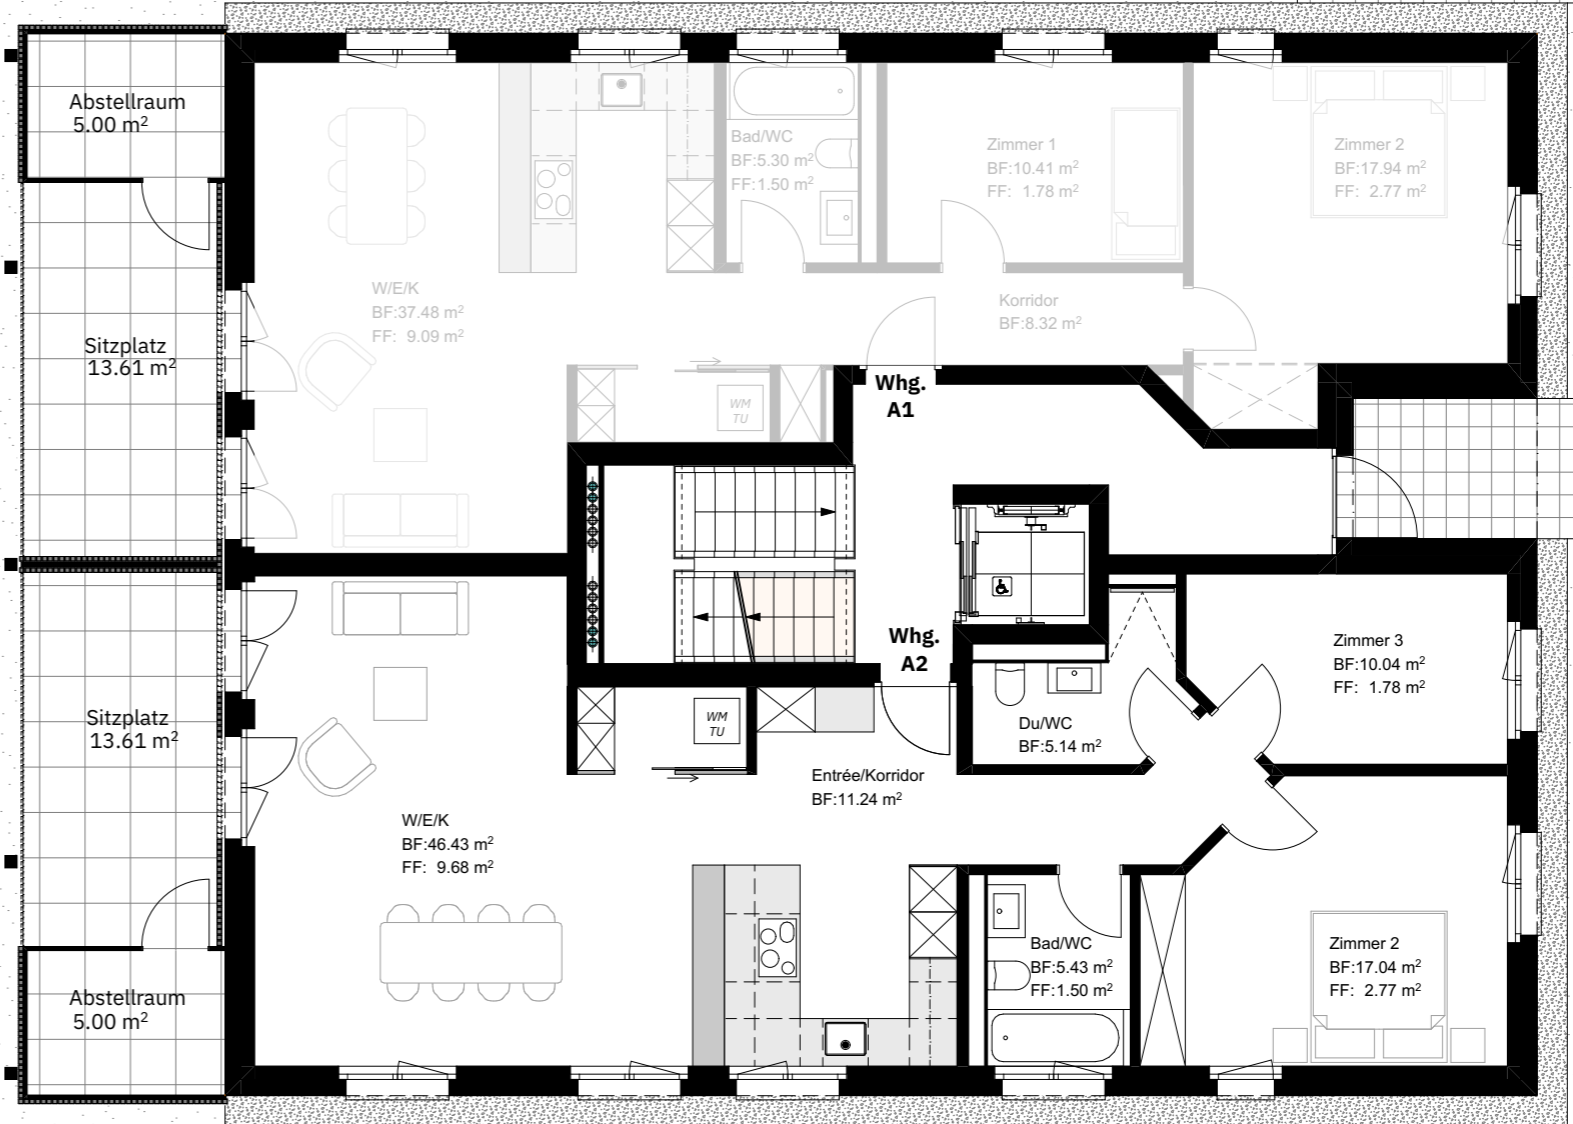 Abstellraum
5.00 m²
Bad/WC
BF:5.30 m²
FF:1.50 m²
Zimmer 1
BF:10.41 m²
FF: 1.78 m²
Zimmer 2
BF:17.94 m²
FF: 2.77 m²
W/E/K
BF:37.48 m²
FF: 9.09 m²
Korridor
BF:8.32 m²
Sitzplatz
13.61 m²
Whg.
A1
WM
TU
Whg.
A2
Zimmer 3
BF:10.04 m²
FF: 1.78 m²
Sitzplatz
13.61 m²
WM
TU
Du/WC
BF:5.14 m²
Entrée/Korridor
BF:11.24 m²
W/E/K
BF:46.43 m²
FF: 9.68 m²
Bad/WC
BF:5.43 m²
FF:1.50 m²
Zimmer 2
BF:17.04 m²
FF: 2.77 m²
Abstellraum
5.00 m²